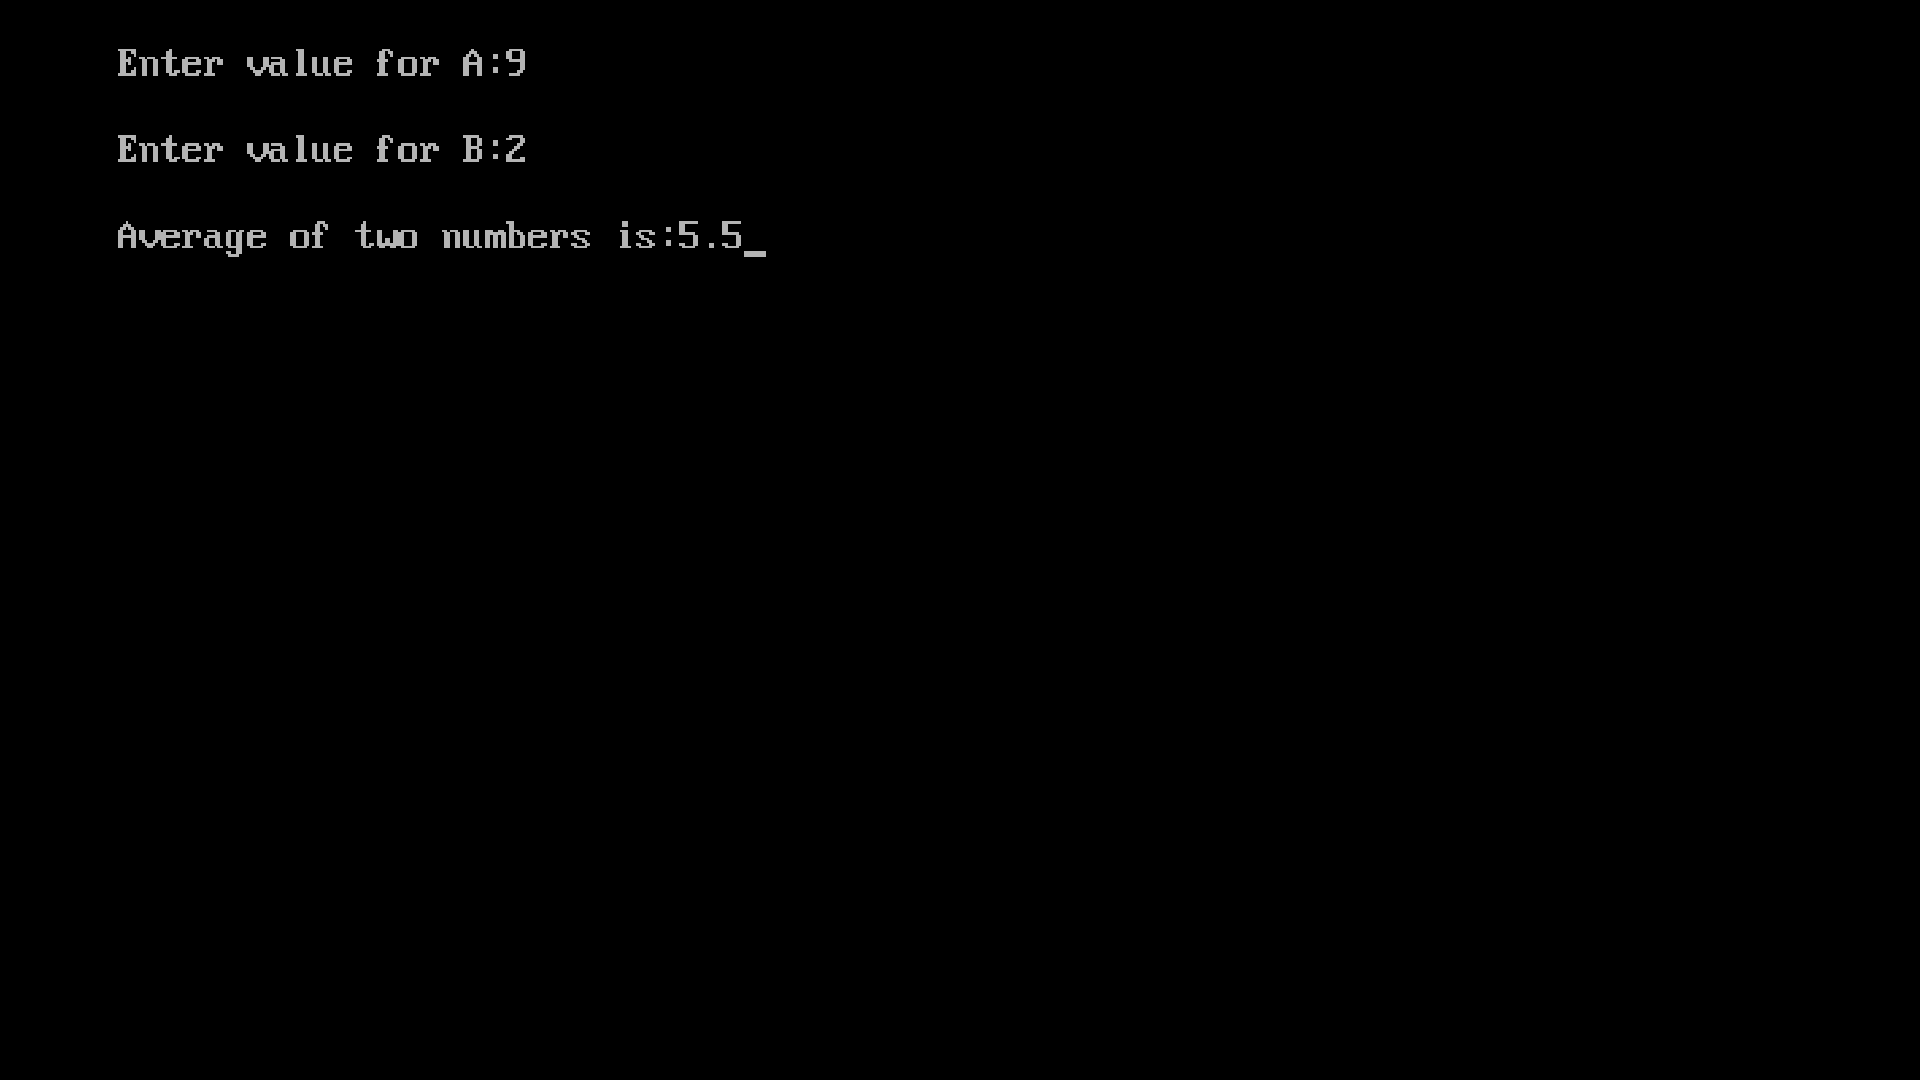 Enter value for A:9
Enter value for B:2
Average of two numbers is:5.5_